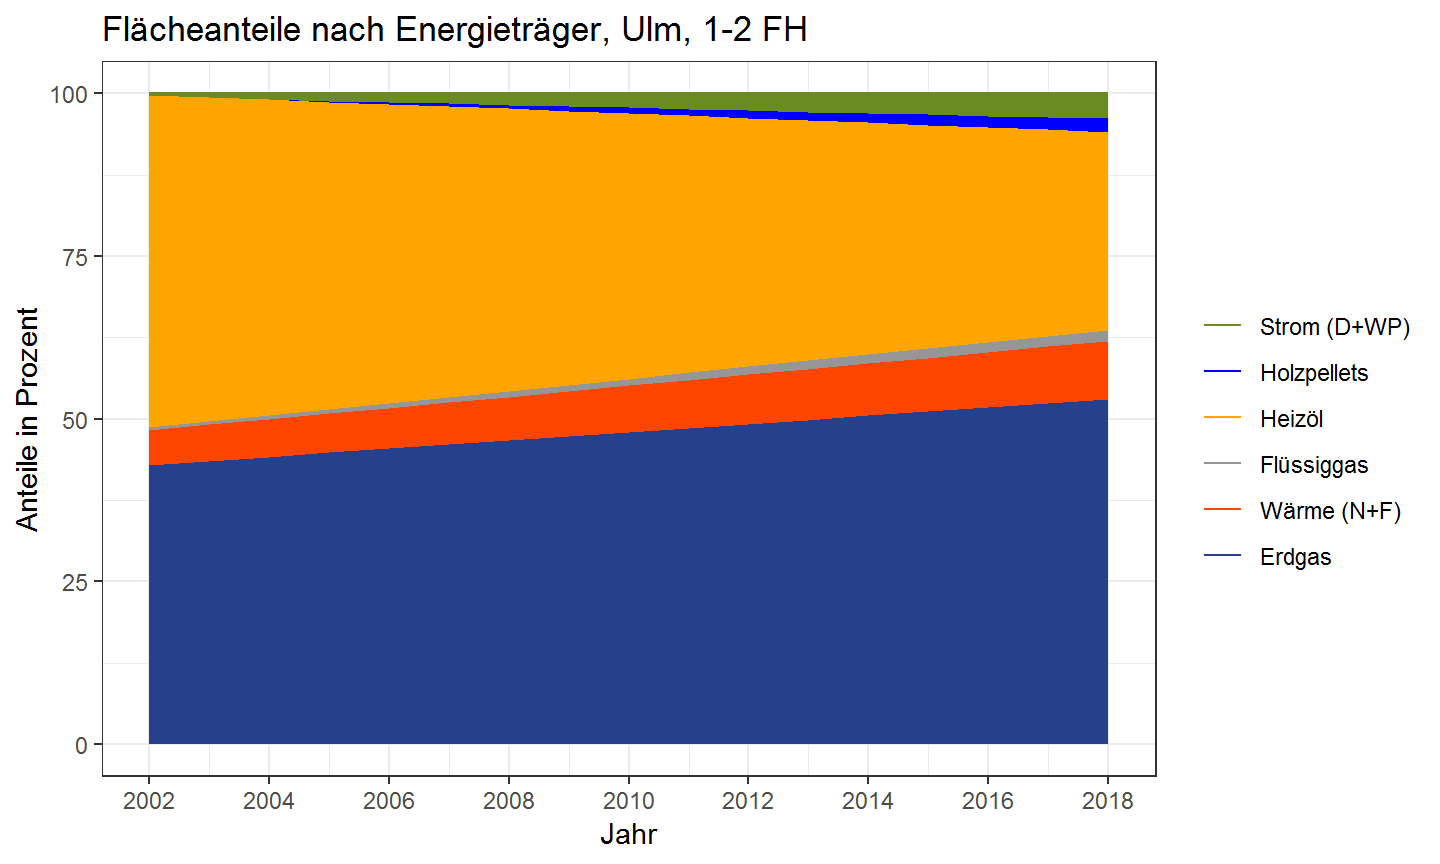 Flächeanteile nach Energieträger, Ulm, 1-2 FH
Anteile in Prozent
100
75
50
25
0
2002 2004 2006 2008 2010 2012 2014 2016 2018
Jahr
Strom (D+WP)
Holzpellets
Heizöl
Flüssiggas
Wärme (N+F)
Erdgas